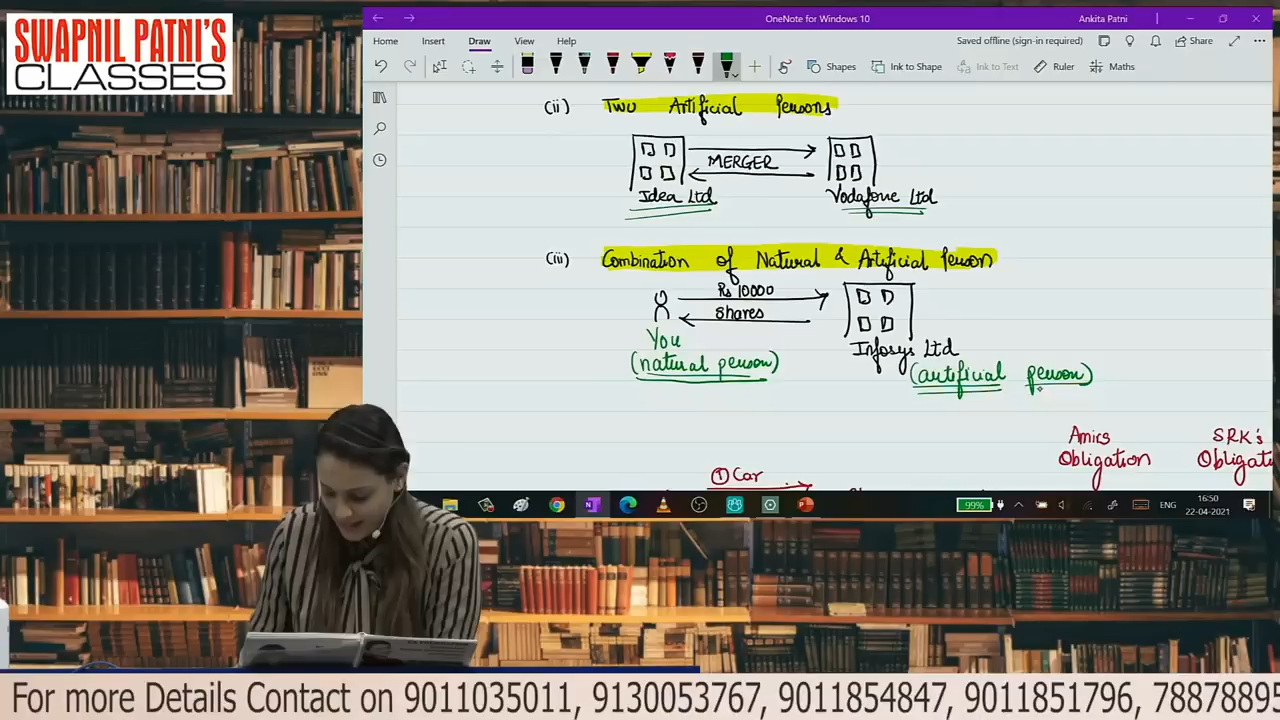 SWAPNIL PATNI'S
CLASSES
OneNote for Windows 10
Ankita Patni
Home Insert Draw View Help
Saved offline (sign-in required)
Share
Shapes
Ink to Shape
Ink to Text
Ruler
Maths
(ii) Two Artificial Persons
MERGER
Idea Ltd
Vodafone Ltd
(iii) Combination of Natural & Artificial Person
Rs 10000
Shares
You
(natural person)
Infosys Ltd
(artificial person)
Amirs
Obligation
SRK's
Obligati
① Car
99%
ENG
16:50
22-04-2021
For more Details Contact on 9011035011, 9130053767, 9011854847, 9011851796, 78878895